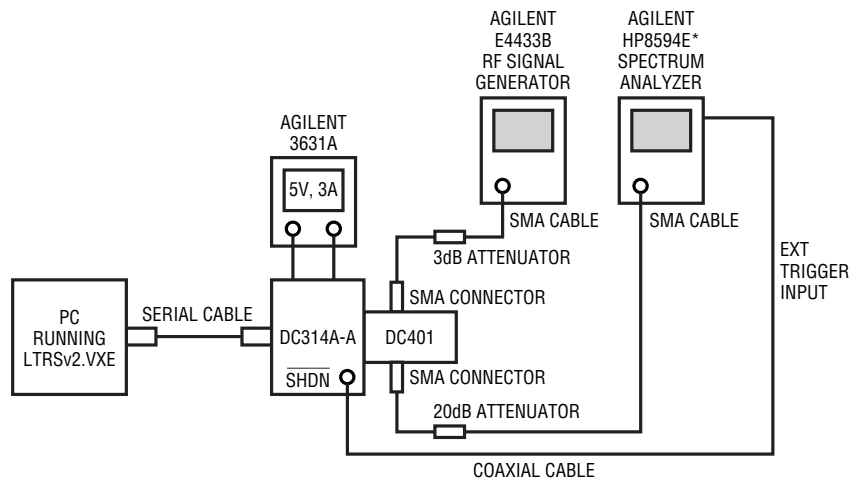 AGILENT
E4433B
RF SIGNAL
GENERATOR
AGILENT
HP8594E*
SPECTRUM
ANALYZER
AGILENT
3631A
5V, 3A
SMA CABLE
SMA CABLE
3dB ATTENUATOR
EXT
TRIGGER
INPUT
SMA CONNECTOR
PC
RUNNING
LTRSv2.VXE
SERIAL CABLE
DC314A-A
DC401
SHDN
SMA CONNECTOR
20dB ATTENUATOR
COAXIAL CABLE